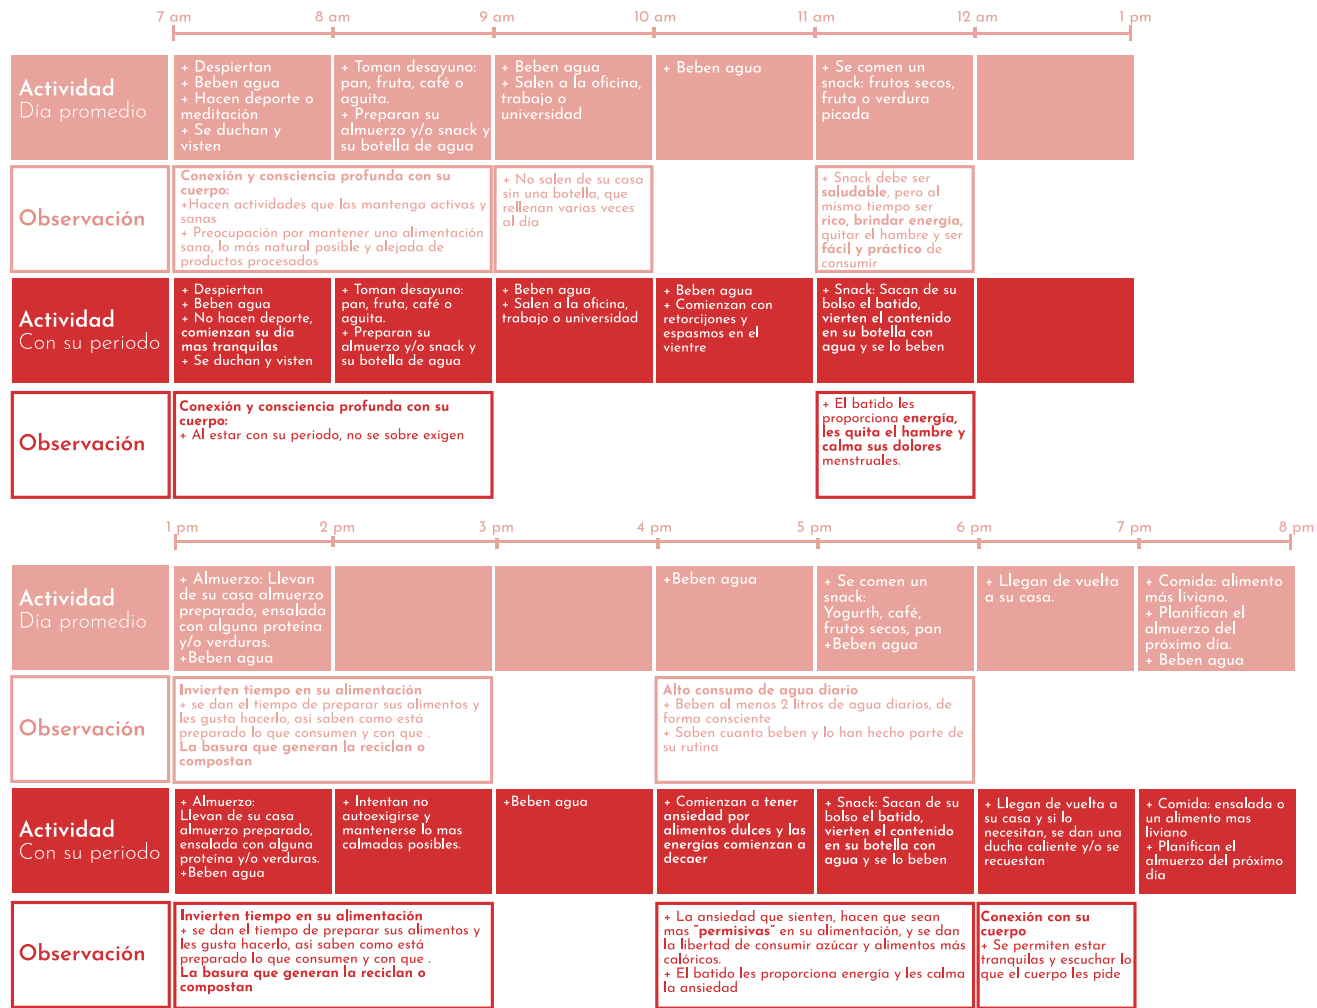 7 am 8 am 9 am 10 am 11 am 12 am 1 pm
Actividad
Día promedio
+ Despiertan
+ Beben agua
+ Hacen deporte o
meditación
+ Se duchan y
visten
+ Toman desayuno:
pan, fruta, café o
aguita.
+ Preparan su
almuerzo y/o snack y
su botella de agua
+ Beben agua
+ Salen a la oficina,
trabajo o
universidad
+ Beben agua
+ Se comen un
snack: frutos secos,
fruta o verdura
picada
Observación
Conexión y consciencia profunda con su
cuerpo:
+Hacen actividades que las mantenga activas y
sanas
+ Preocupación por mantener una alimentación
sana, lo más natural posible y alejada de
productos procesados
+ No salen de su casa
sin una botella, que
rellenan varias veces
al día
+ Snack debe ser
saludable, pero al
mismo tiempo ser
rico, brindar energía,
quitar el hambre y ser
fácil y práctico de
consumir
Actividad
Con su periodo
+ Despiertan
+ Beben agua
+ No hacen deporte,
comienzan su día
mas tranquilas
+ Se duchan y visten
+ Toman desayuno:
pan, fruta, café o
aguita.
+ Preparan su
almuerzo y/o snack y
su botella de agua
+ Beben agua
+ Salen a la oficina,
trabajo o universidad
+ Beben agua
+ Comienzan con
retorcijones y
espasmos en el
vientre
+ Snack: Sacan de su
bolso el batido,
vierten el contenido
en su botella con
agua y se lo beben
Observación
Conexión y consciencia profunda con su
cuerpo:
+ Al estar con su periodo, no se sobre exigen
+ El batido les
proporciona energía,
les quita el hambre y
calma sus dolores
menstruales.
1 pm 2 pm 3 pm 4 pm 5 pm 6 pm 7 pm 8 pm
Actividad
Día promedio
+ Almuerzo: Llevan
de su casa almuerzo
preparado, ensalada
con alguna proteína
y/o verduras.
+Beben agua
+Beben agua
+ Se comen un
snack:
Yogurth, café,
frutos secos, pan
+Beben agua
+ Llegan de vuelta
a su casa.
+ Comida: alimento
más liviano.
+ Planifican el
almuerzo del
próximo día.
+ Beben agua
Observación
Invierten tiempo en su alimentación
+ se dan el tiempo de preparar sus alimentos y
les gusta hacerlo, asi saben como está
preparado lo que consumen y con que .
La basura que generan la reciclan o
compostan
Alto consumo de agua diario
+ Beben al menos 2 litros de agua diarios, de
forma consciente
+ Saben cuanto beben y lo han hecho parte de
su rutina
Actividad
Con su periodo
+ Almuerzo:
Llevan de su casa
almuerzo preparado,
ensalada con alguna
proteína y/o verduras.
+Beben agua
+ Intentan no
autoexigirse y
mantenerse lo mas
calmadas posibles.
+Beben agua
+ Comienzan a tener
ansiedad por
alimentos dulces y las
energías comienzan a
decaer
+ Snack: Sacan de su
bolso el batido,
vierten el contenido
en su botella con
agua y se lo beben
+ Llegan de vuelta a
su casa y si lo
necesitan, se dan una
ducha caliente y/o se
recuestan
+ Comida: ensalada o
un alimento mas
liviano
+ Planifican el
almuerzo del próximo
día
Observación
Invierten tiempo en su alimentación
+ se dan el tiempo de preparar sus alimentos y
les gusta hacerlo, asi saben como está
preparado lo que consumen y con que .
La basura que generan la reciclan o
compostan
+ La ansiedad que sienten, hacen que sean
mas "permisivas" en su alimentación, y se dan
la libertad de consumir azúcar y alimentos más
calóricos.
+ El batido les proporciona energía y les calma
la ansiedad
Conexión con su
cuerpo
+ Se permiten estar
tranquilas y escuchar lo
que el cuerpo les pide